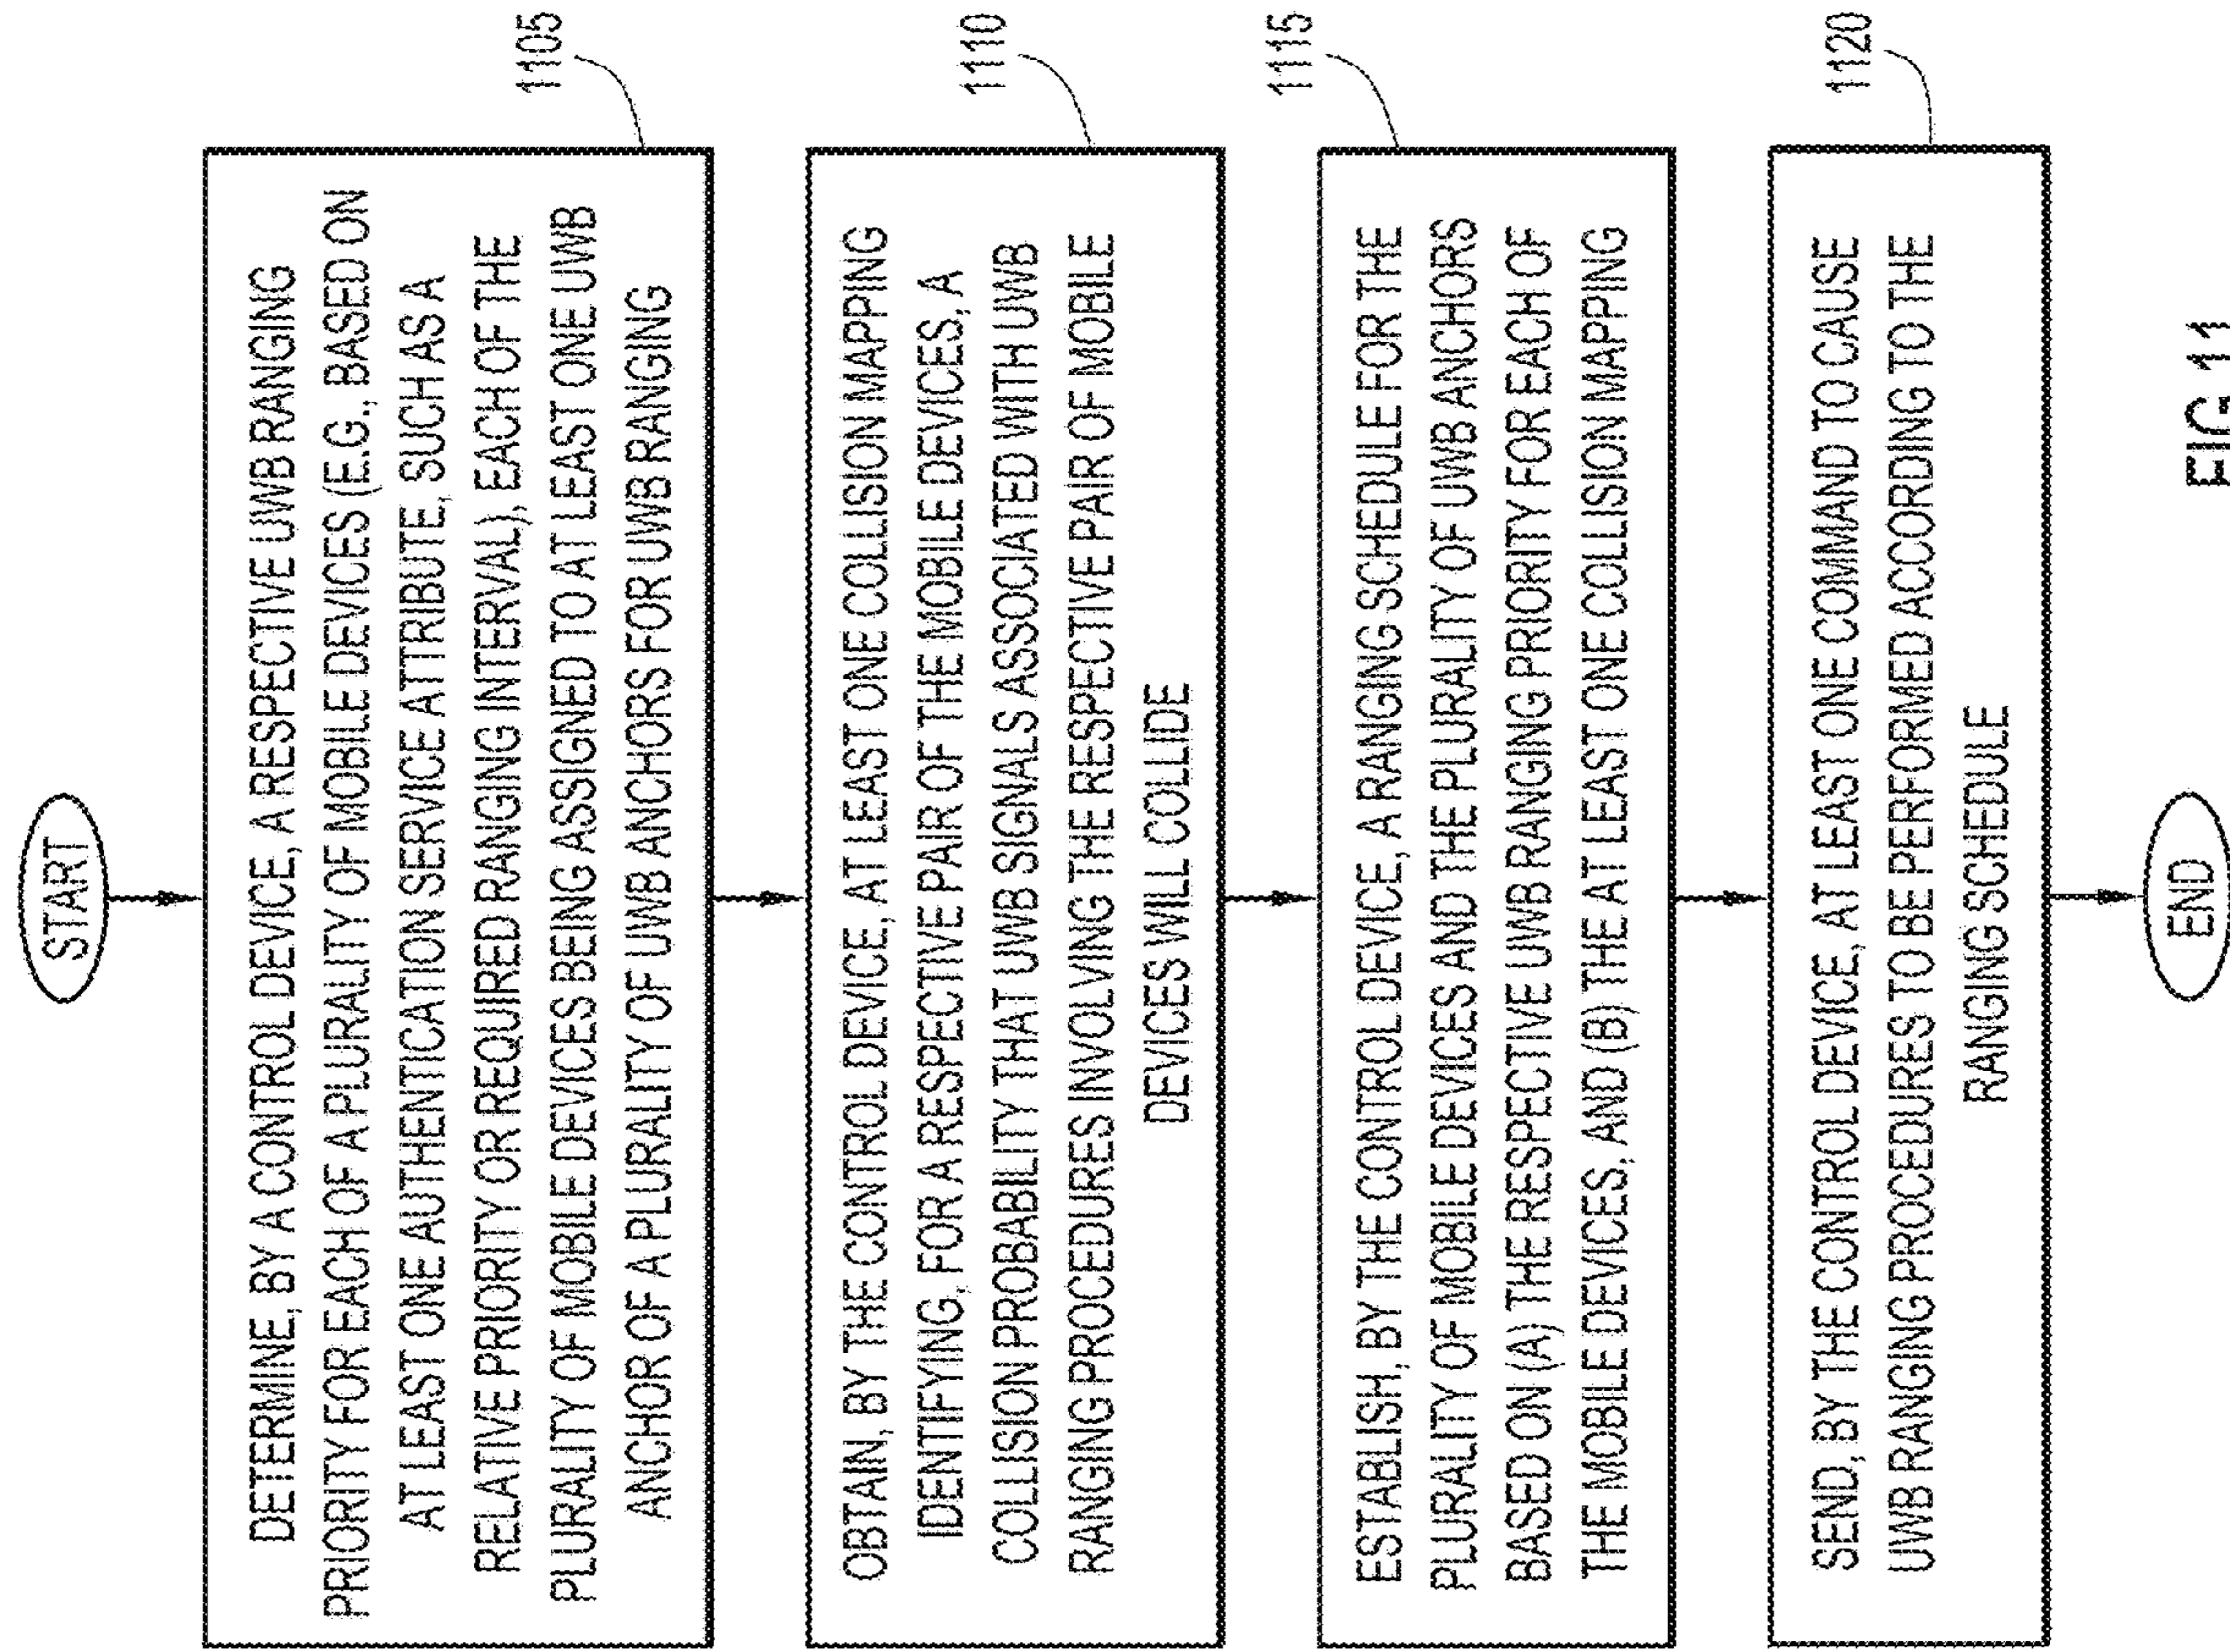 START
DETERMINE, BY A CONTROL DEVICE, A RESPECTIVE UWB RANGING
PRIORITY FOR EACH OF A PLURALITY OF MOBILE DEVICES (E.G., BASED ON
AT LEAST ONE AUTHENTICATION SERVICE ATTRIBUTE, SUCH AS A
RELATIVE PRIORITY OR REQUIRED RANGING INTERVAL), EACH OF THE
PLURALITY OF MOBILE DEVICES BEING ASSIGNED TO AT LEAST ONE UWB
ANCHOR OF A PLURALITY OF UWB ANCHORS FOR UWB RANGING
1105
OBTAIN, BY THE CONTROL DEVICE, AT LEAST ONE COLLISION MAPPING
IDENTIFYING, FOR A RESPECTIVE PAIR OF THE MOBILE DEVICES, A
COLLISION PROBABILITY THAT UWB SIGNALS ASSOCIATED WITH UWB
RANGING PROCEDURES INVOLVING THE RESPECTIVE PAIR OF MOBILE
DEVICES WILL COLLIDE
1110
ESTABLISH, BY THE CONTROL DEVICE, A RANGING SCHEDULE FOR THE
PLURALITY OF MOBILE DEVICES AND THE PLURALITY OF UWB ANCHORS
BASED ON (A) THE RESPECTIVE UWB RANGING PRIORITY FOR EACH OF
THE MOBILE DEVICES, AND (B) THE AT LEAST ONE COLLISION MAPPING
1115
SEND, BY THE CONTROL DEVICE, AT LEAST ONE COMMAND TO CAUSE
UWB RANGING PROCEDURES TO BE PERFORMED ACCORDING TO THE
RANGING SCHEDULE
1120
END
FIG.11